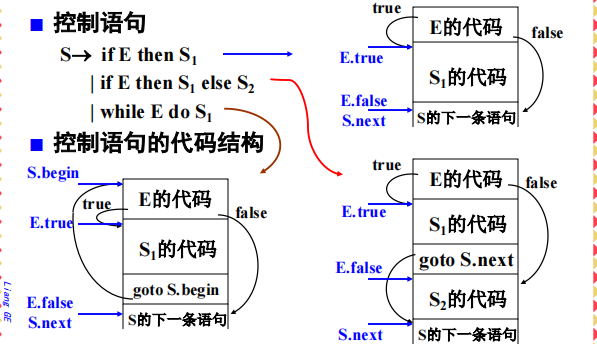 ■ 控制语句
S→ if E then S₁
| if E then S₁ else S₂
| while E do S₁
■ 控制语句的代码结构
true
E的代码
false
E.true
S₁的代码
E.false
S.next
S的下一条语句
S.begin
true
E的代码
false
E.true
S₁的代码
goto S.begin
E.false
S.next
S的下一条语句
true
E的代码
false
E.true
S₁的代码
goto S.next
E.false
S₂的代码
S.next
S的下一条语句
Liang GE